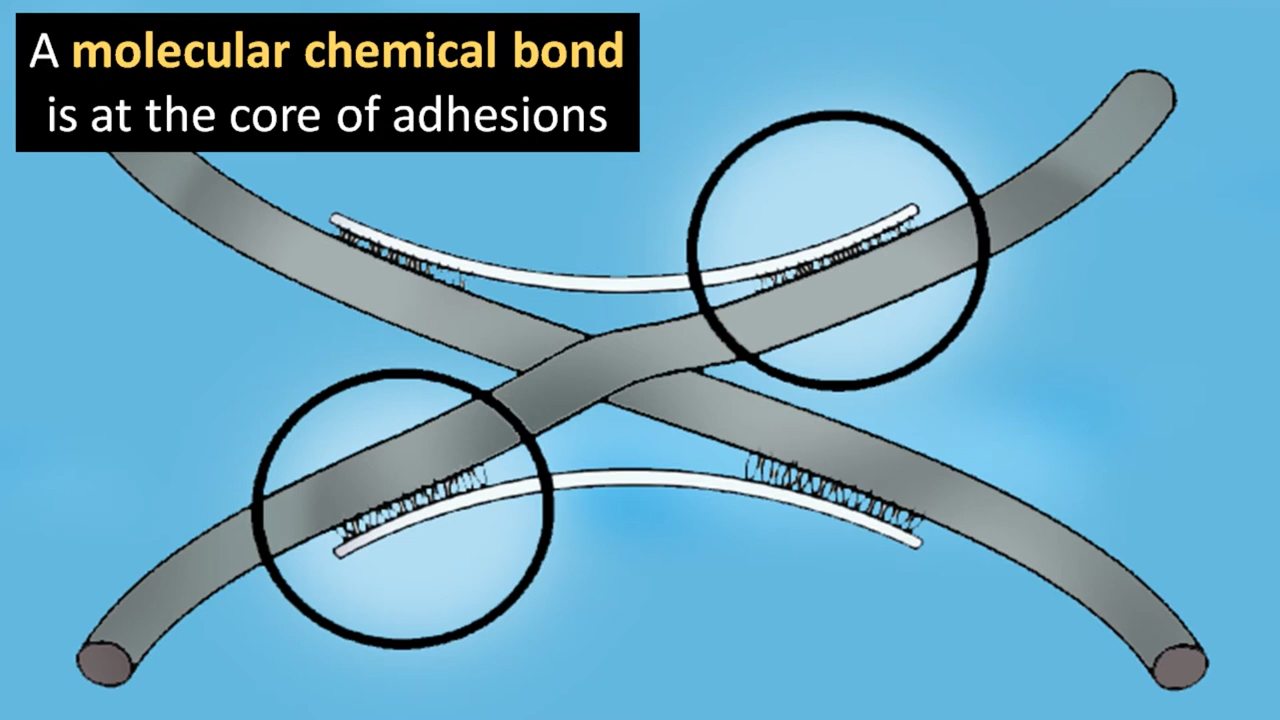 A molecular chemical bond
is at the core of adhesions